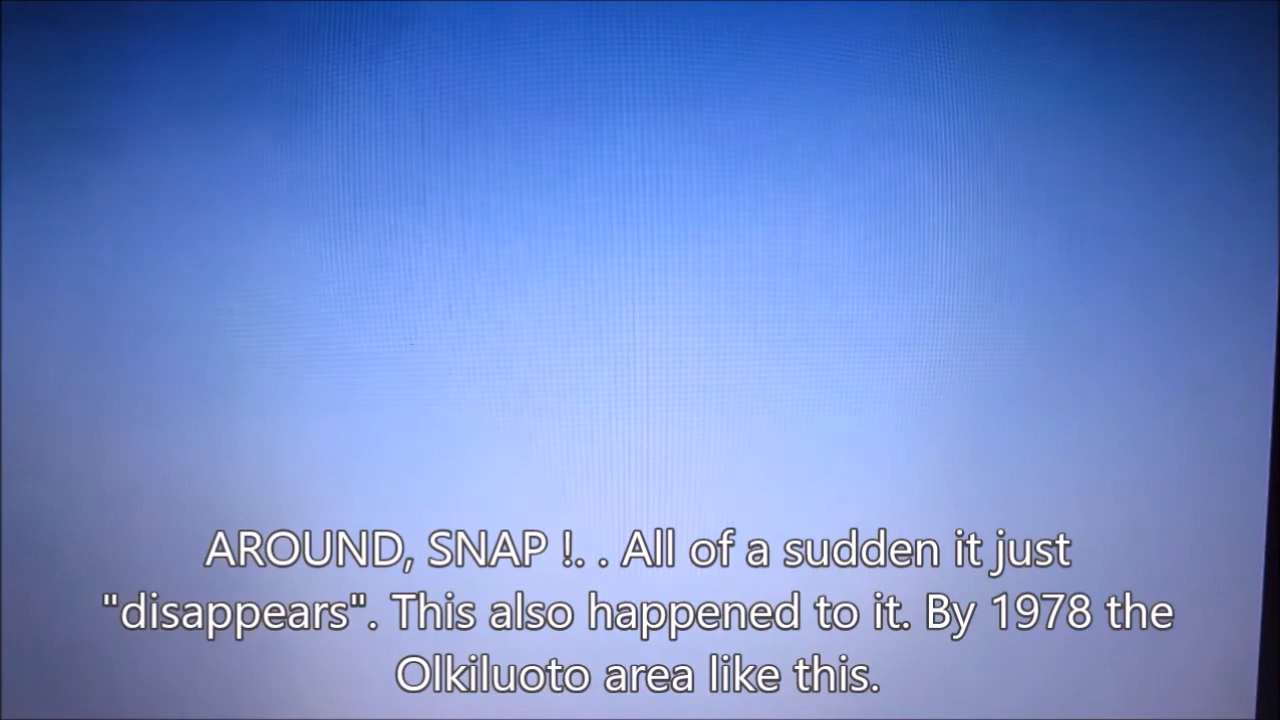 AROUND, SNAP !. . All of a sudden it just
"disappears". This also happened to it. By 1978 the
Olkiluoto area like this.